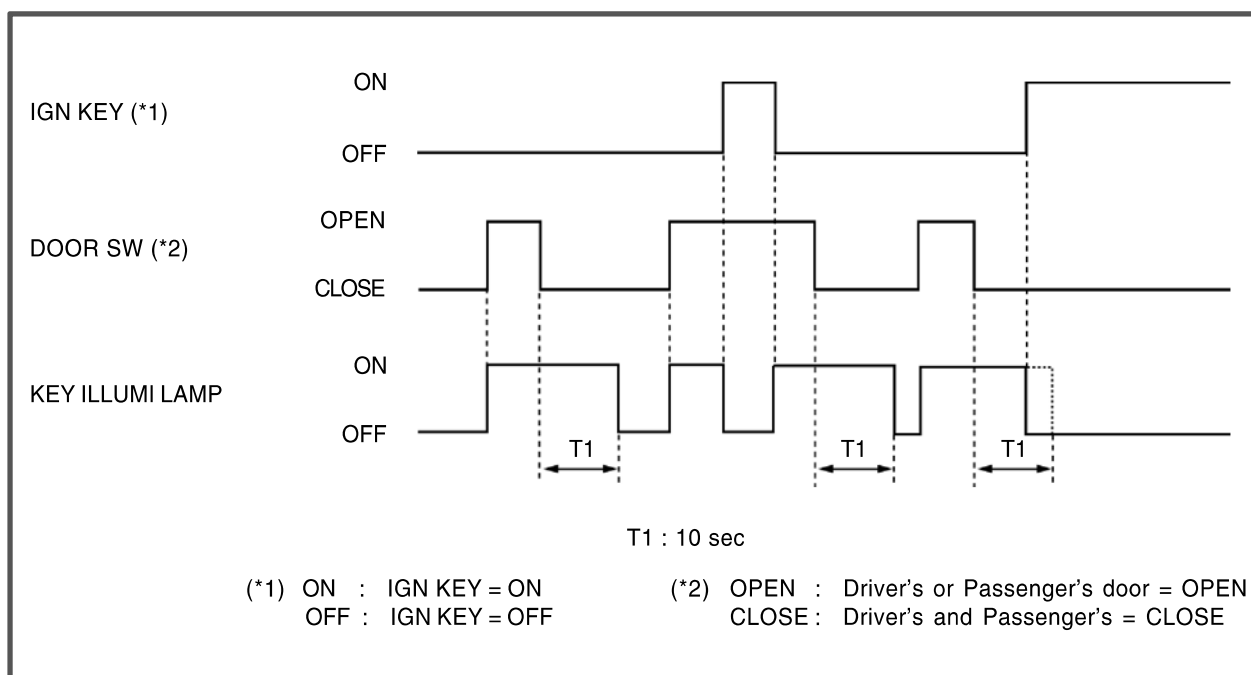 ON
IGN KEY (*1)
OFF
OPEN
DOOR SW (*2)
CLOSE
ON
KEY ILLUMI LAMP
OFF
T1 T1 T1
T1 : 10 sec
(*1) ON : IGN KEY = ON (*2) OPEN : Driver's or Passenger's door = OPEN
OFF : IGN KEY = OFF CLOSE : Driver's and Passenger's = CLOSE